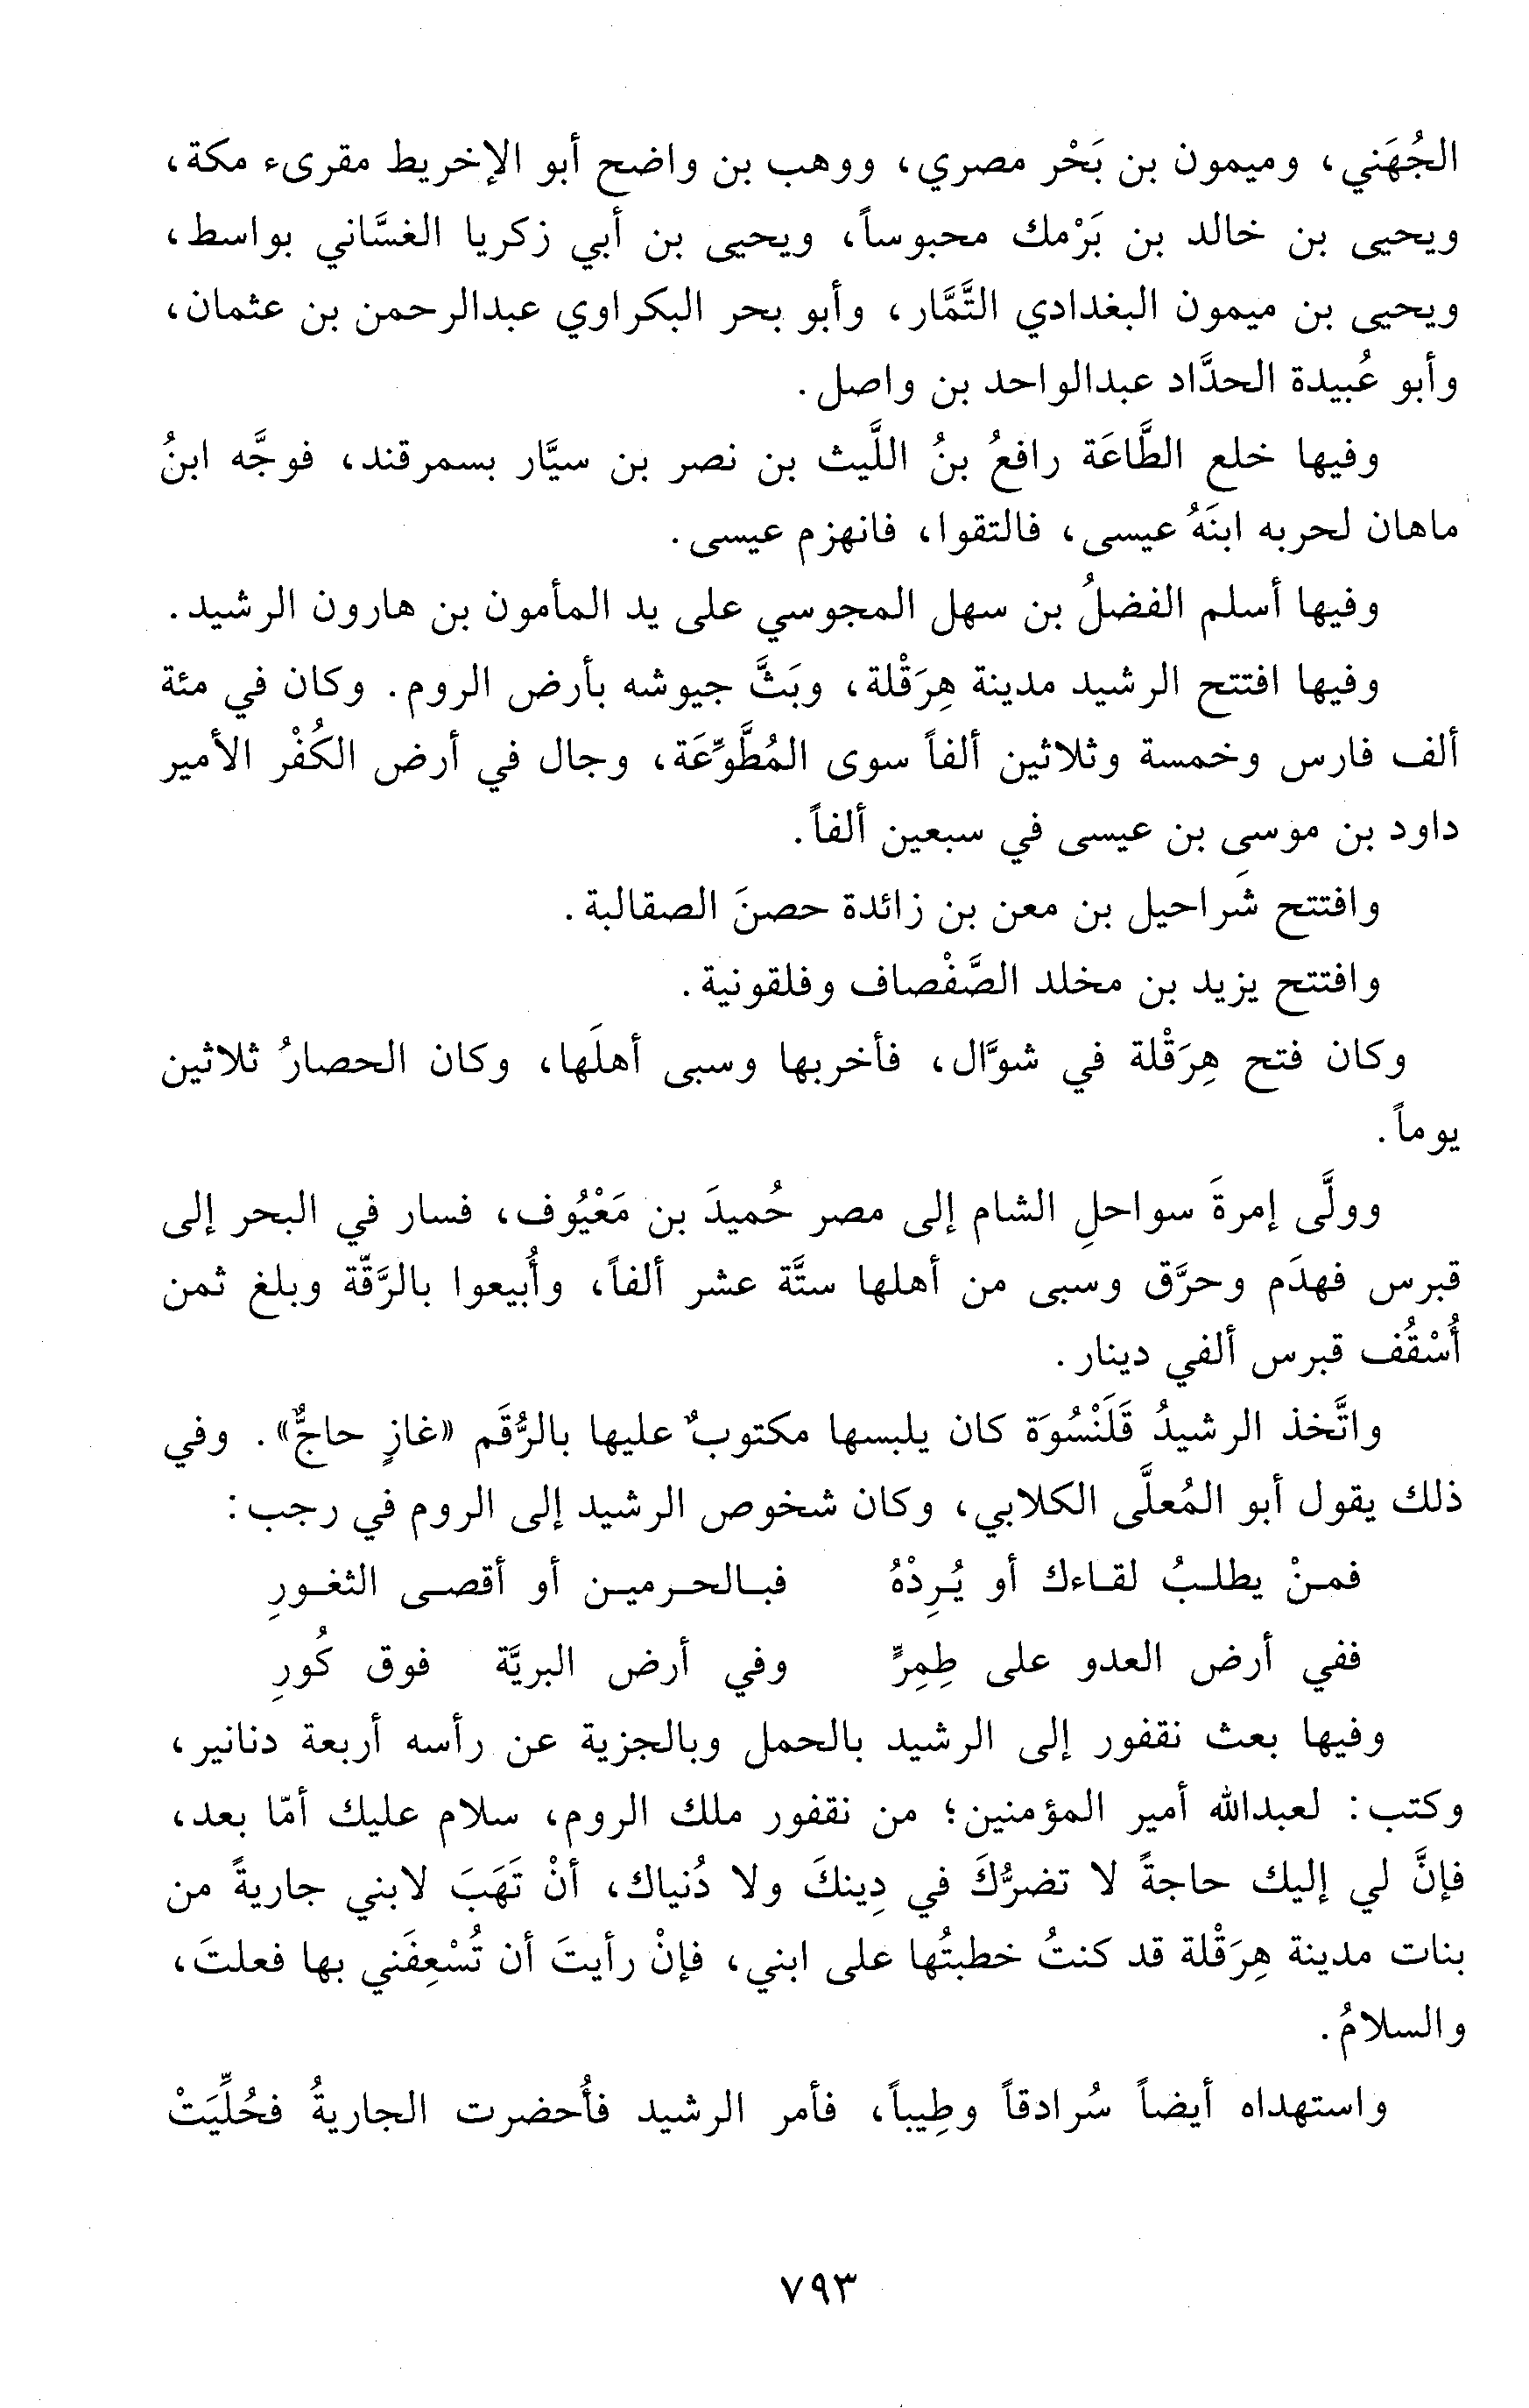 الجُهَني، وميمون بن بَحْر مصري، ووهب بن واضح أبو الإخريط مقرىء مكة،
ويحيى بن خالد بن بَرْمك محبوساً، ويحيى بن أبي زكريا الغسَّاني بواسط،
ويحيى بن ميمون البغدادي التَّمَّار، وأبو بحر البكراوي عبدالرحمن بن عثمان،
وأبو عُبيدة الحدَّاد عبدالواحد بن واصل.
وفيها خلع الطَّاعَة رافعُ بنُ اللَّيث بن نصر بن سيَّار بسمرقند، فوجَّه ابنُ
ماهان لحربه ابنَهُ عيسى، فالتقوا، فانهزم عيسى.
وفيها أسلم الفضلُ بن سهل المجوسي على يد المأمون بن هارون الرشيد.
وفيها افتتح الرشيد مدينة هِرَقْلة، وبَثَّ جيوشه بأرض الروم. وكان في مئة
ألف فارس وخمسة وثلاثين ألفاً سوى المُطَّوِّعَة، وجال في أرض الكُفْر الأمير
داود بن موسى بن عيسى في سبعين ألفاً.
وافتتح شَراحيل بن معن بن زائدة حصنَ الصقالبة.
وافتتح يزيد بن مخلد الصَّفْصاف وفلقونية.
وكان فتح هِرَقْلة في شوَّال، فأخربها وسبى أهلَها، وكان الحصارُ ثلاثين
يوماً.
وولَّى إمرةَ سواحلِ الشام إلى مصر حُميدَ بن مَعْيُوف، فسار في البحر إلى
قبرس فهدَم وحرَّق وسبى من أهلها ستَّة عشر ألفاً، وأُبيعوا بالرَّقّة وبلغ ثمن
أُسْقُف قبرس ألفي دينار.
واتَّخذ الرشيدُ قَلَنْسُوَة كان يلبسها مكتوبٌ عليها بالرُّقَم «غازٍ حاجٌّ». وفي
ذلك يقول أبو المُعلَّى الكلابي، وكان شخوص الرشيد إلى الروم في رجب:
فمـنْ يطلـبُ لقـاءك أو يُـرِدْهُ فبـالحـرميـن أو أقصـى الثغـورِ
ففي أرض العدو على طِمِرٍّ وفي أرض البريَّة فوق كُورِ
وفيها بعث نقفور إلى الرشيد بالحمل وبالجزية عن رأسه أربعة دنانير،
وكتب: لعبدالله أمير المؤمنين؛ من نقفور ملك الروم، سلام عليك أمّا بعد،
فإنَّ لي إليك حاجةً لا تضرُّكَ في دِينكَ ولا دُنياك، أنْ تَهَبَ لابني جاريةً من
بنات مدينة هِرَقْلة قد كنتُ خطبتُها على ابني، فإنْ رأيتَ أن تُسْعِفَني بها فعلتَ،
والسلامُ.
واستهداه أيضاً سُرادقاً وطِيباً، فأمر الرشيد فأُحضرت الجاريةُ فحُلِّيَتْ
٧٩٣